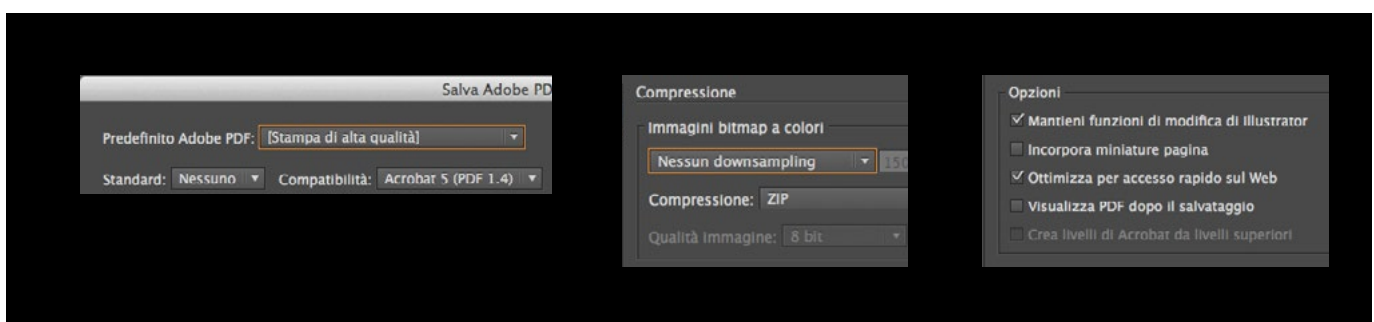 Salva Adobe PD
Predefinito Adobe PDF: [Stampa di alta qualità]
Standard: Nessuno Compatibilità: Acrobat 5 (PDF 1.4)
Compressione
Immagini bitmap a colori
Nessun downsampling 150
Compressione: ZIP
Qualità immagine: 8 bit
Opzioni
Mantieni funzioni di modifica di Illustrator
Incorpora miniature pagina
Ottimizza per accesso rapido sul Web
Visualizza PDF dopo il salvataggio
Crea livelli di Acrobat da livelli superiori